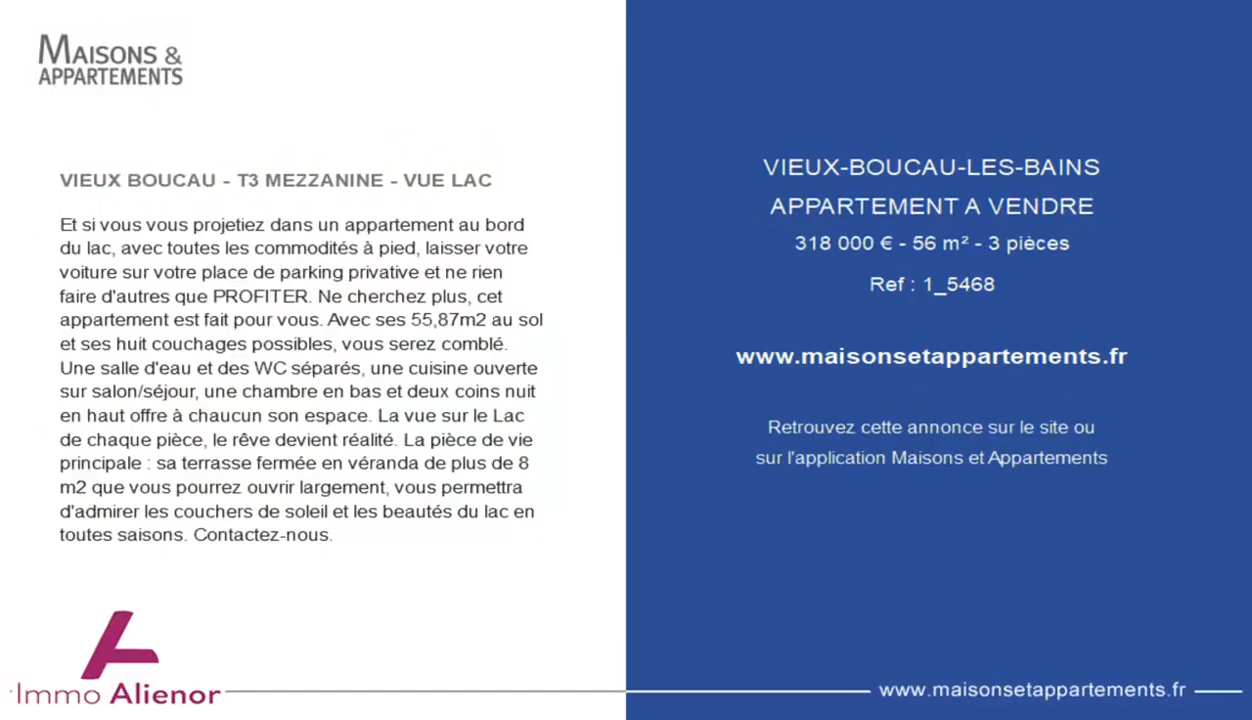 MAISONS &
APPARTEMENTS
VIEUX BOUCAU - T3 MEZZANINE - VUE LAC
Et si vous vous projetiez dans un appartement au bord
du lac, avec toutes les commodités à pied, laisser votre
voiture sur votre place de parking privative et ne rien
faire d'autres que PROFITER. Ne cherchez plus, cet
appartement est fait pour vous. Avec ses 55,87m2 au sol
et ses huit couchages possibles, vous serez comblé.
Une salle d'eau et des WC séparés, une cuisine ouverte
sur salon/séjour, une chambre en bas et deux coins nuit
en haut offre à chaucun son espace. La vue sur le Lac
de chaque pièce, le rêve devient réalité. La pièce de vie
principale : sa terrasse fermée en véranda de plus de 8
m2 que vous pourrez ouvrir largement, vous permettra
d'admirer les couchers de soleil et les beautés du lac en
toutes saisons. Contactez-nous.
Immo Alienor
VIEUX-BOUCAU-LES-BAINS
APPARTEMENT A VENDRE
318 000 € - 56 m² - 3 pièces
Ref : 1_5468
www.maisonsetappartements.fr
Retrouvez cette annonce sur le site ou
sur l'application Maisons et Appartements
www.maisonsetappartements.fr